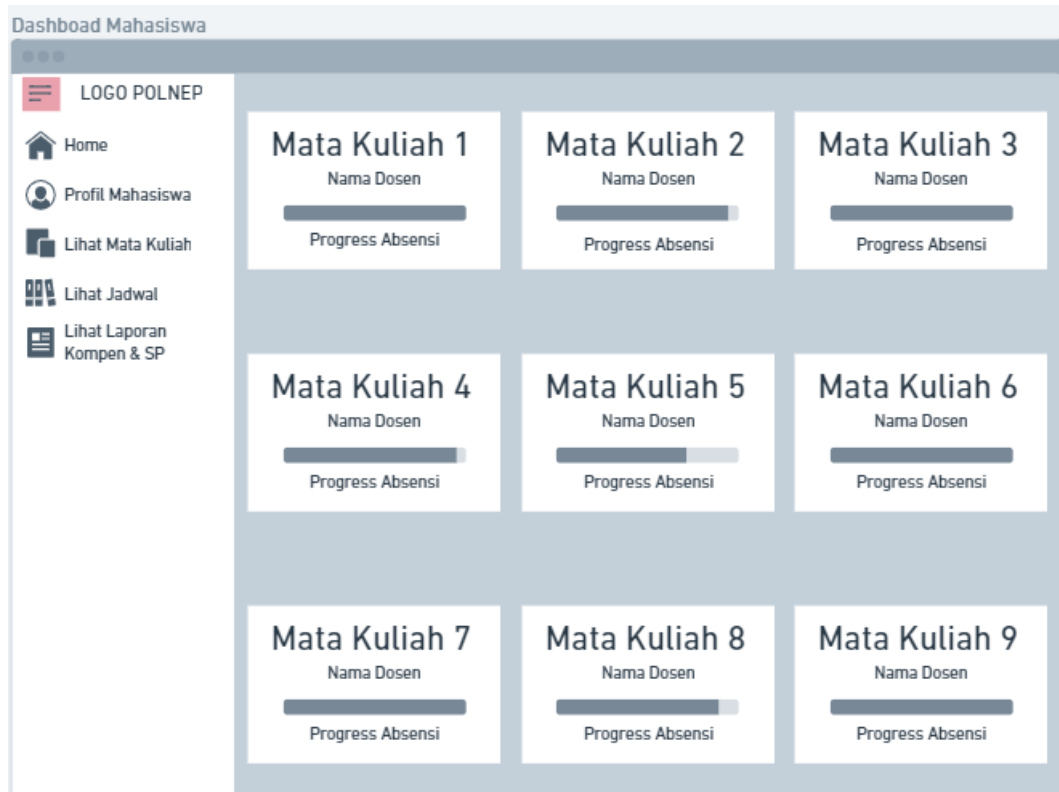 Dashboad Mahasiswa
LOGO POLNEP
Home
Profil Mahasiswa
Lihat Mata Kuliah
Lihat Jadwal
Lihat Laporan
Kompen & SP
Mata Kuliah 1
Nama Dosen
Progress Absensi
Mata Kuliah 2
Nama Dosen
Progress Absensi
Mata Kuliah 3
Nama Dosen
Progress Absensi
Mata Kuliah 4
Nama Dosen
Progress Absensi
Mata Kuliah 5
Nama Dosen
Progress Absensi
Mata Kuliah 6
Nama Dosen
Progress Absensi
Mata Kuliah 7
Nama Dosen
Progress Absensi
Mata Kuliah 8
Nama Dosen
Progress Absensi
Mata Kuliah 9
Nama Dosen
Progress Absensi